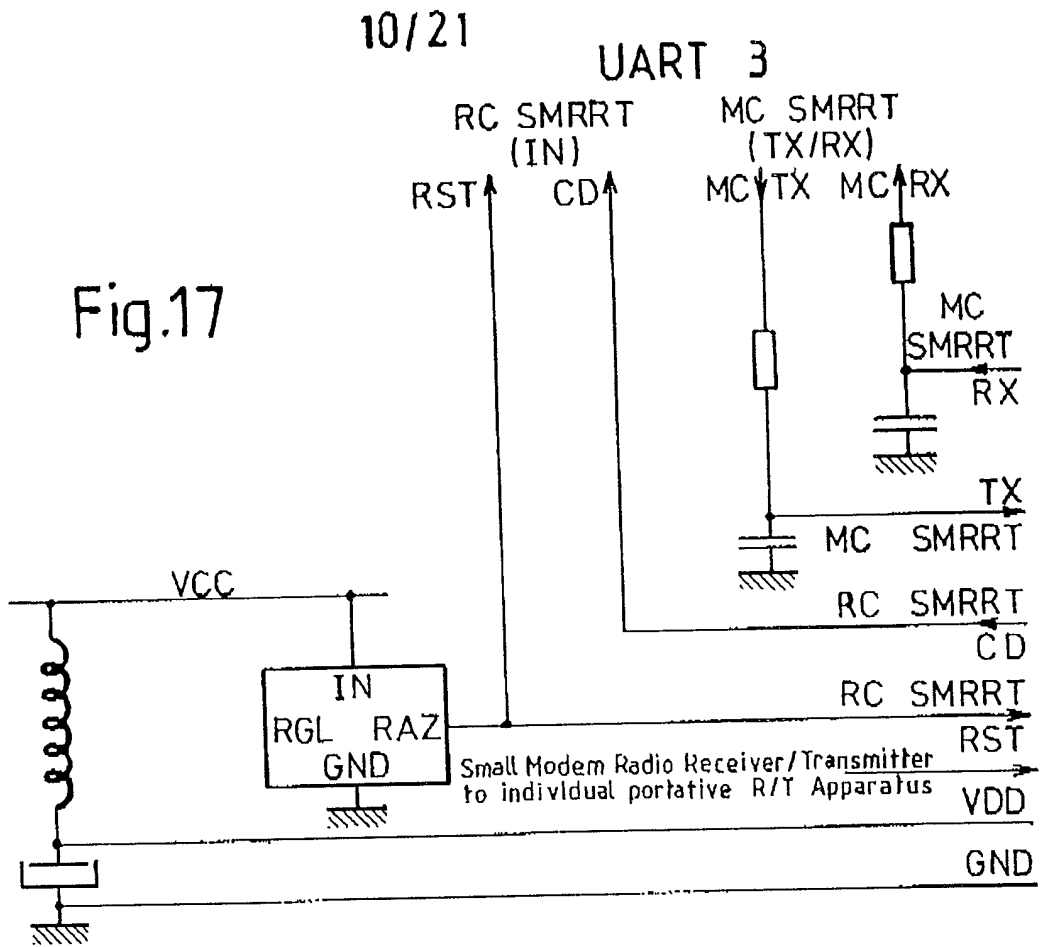 10/21
UART 3
RC SMRRT
(IN)
MC SMRRT
(TX/RX)
RST
CD
MC TX
MC RX
Fig.17
MC
SMRRT
RX
TX
MC SMRRT
VCC
RC SMRRT
CD
IN
RGL RAZ
GND
RC SMRRT
RST
Small Modem Radio Receiver/Transmitter
to individual portative R/T Apparatus
VDD
GND